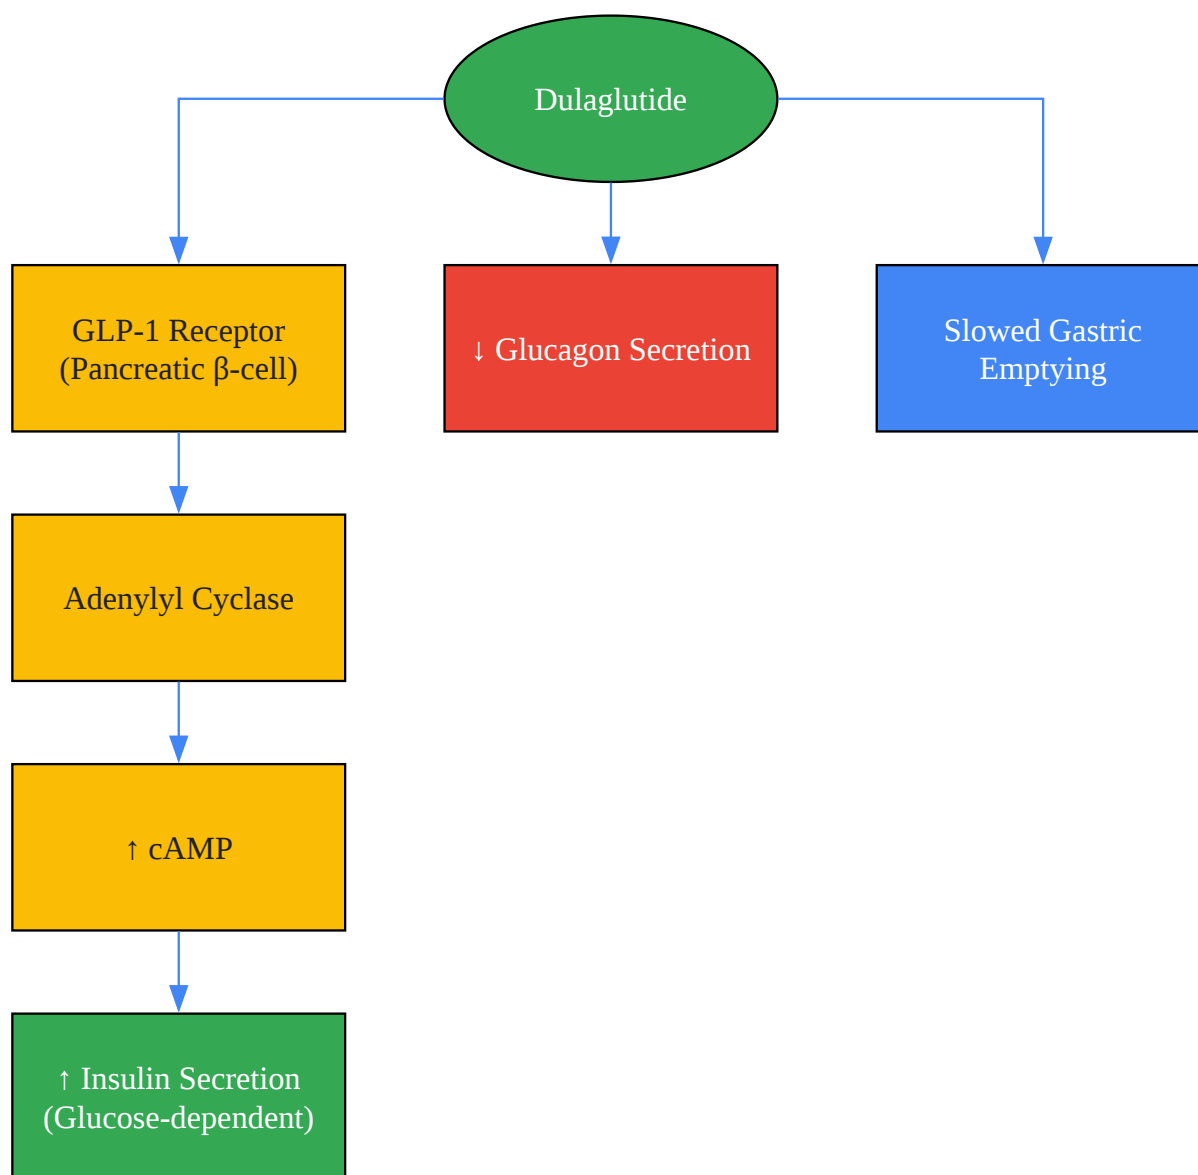 Dulaglutide
GLP-1 Receptor
(Pancreatic β-cell)
↓ Glucagon Secretion
Slowed Gastric
Emptying
Adenylyl Cyclase
↑ cAMP
↑ Insulin Secretion
(Glucose-dependent)